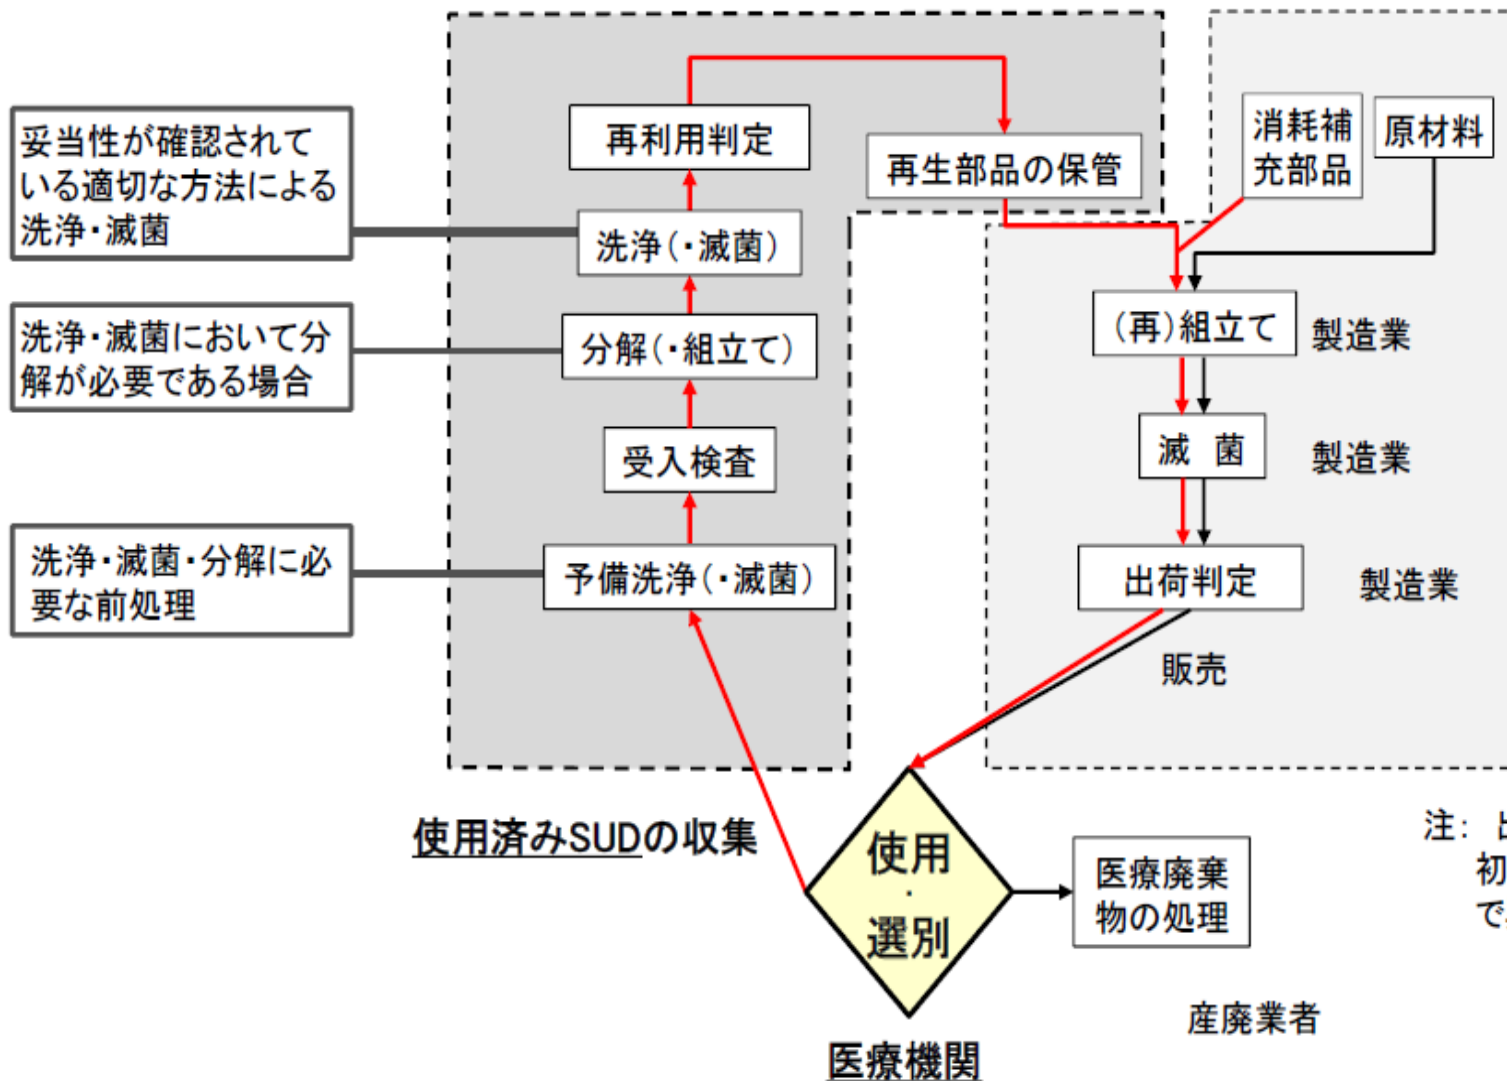 妥当性が確認されて
いる適切な方法による
洗浄・滅菌
洗浄・滅菌において分
解が必要である場合
洗浄・滅菌・分解に必
要な前処理
再利用判定
洗浄(・滅菌)
分解(・組立て)
受入検査
予備洗浄(・滅菌)
再生部品の保管
消耗補
充部品
原材料
(再)組立て
製造業
滅 菌
製造業
出荷判定
製造業
販売
使用済みSUDの収集
使用
・
選別
医療機関
医療廃棄
物の処理
産廃業者
注:
初
で